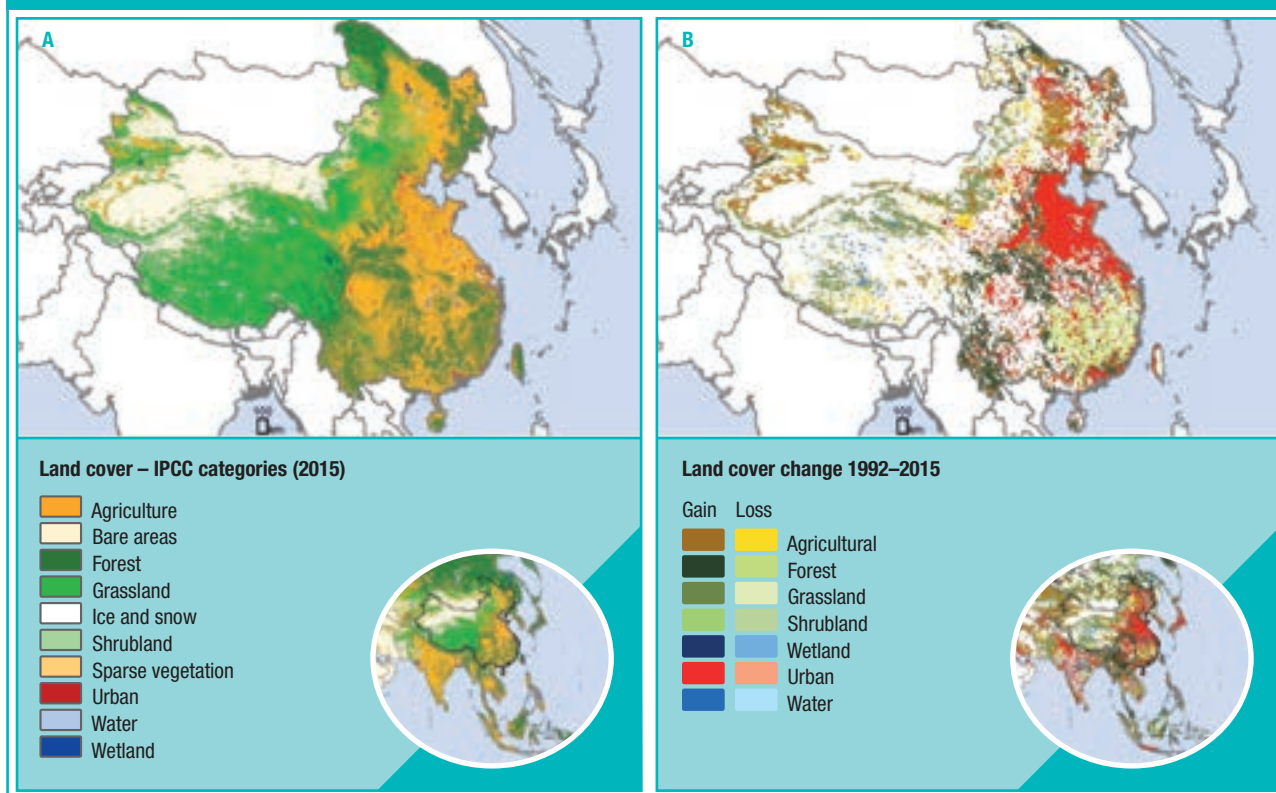 A
Land cover – IPCC categories (2015)
Agriculture
Bare areas
Forest
Grassland
Ice and snow
Shrubland
Sparse vegetation
Urban
Water
Wetland
B
Land cover change 1992–2015
Gain Loss
Agricultural
Forest
Grassland
Shrubland
Wetland
Urban
Water